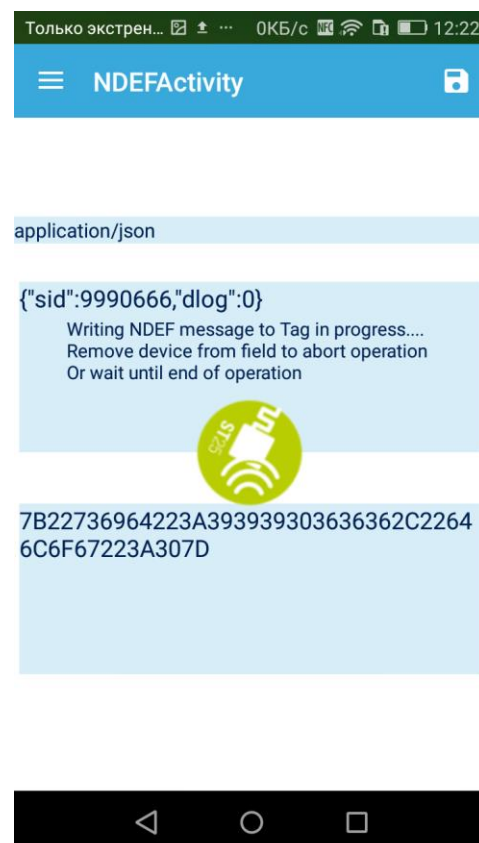 Только экстрен... ... 0КБ/с NFC 12:22
NDEFActivity
application/json
{"sid":9990666,"dlog":0}
Writing NDEF message to Tag in progress....
Remove device from field to abort operation
Or wait until end of operation
ST25
7B22736964223A393939303636362C2264
6C6F67223A307D